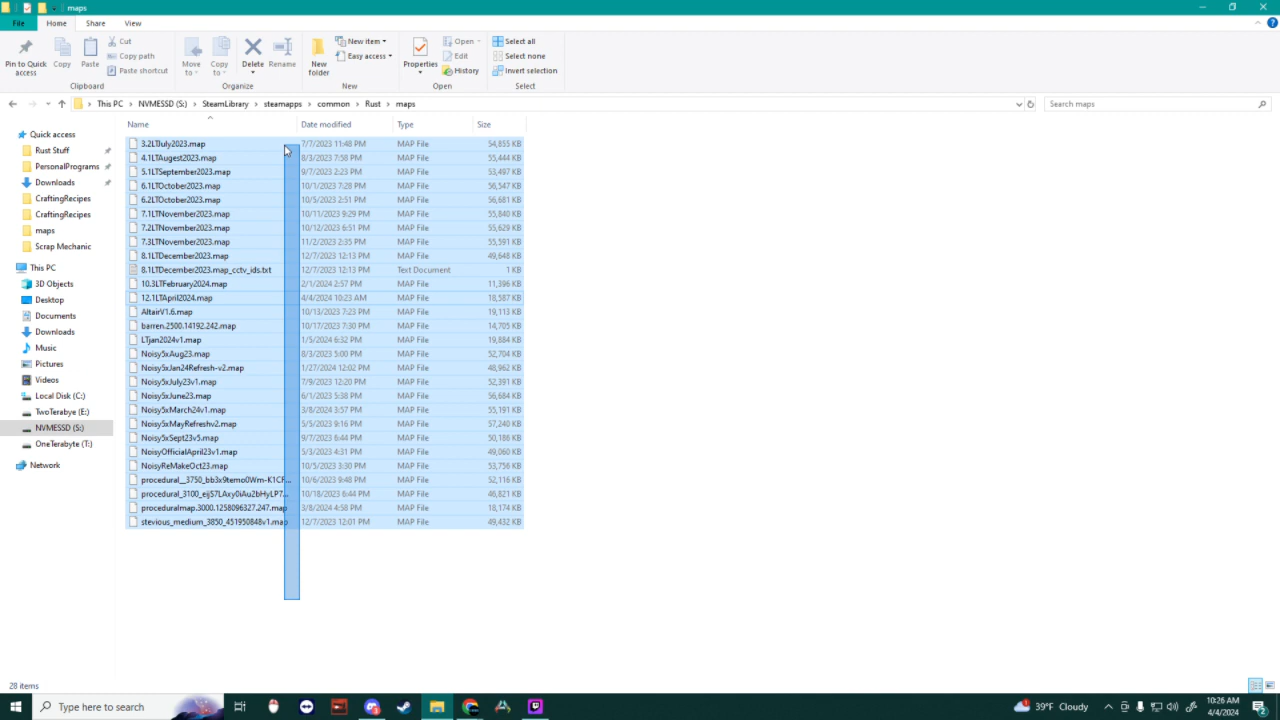 maps
File Home Share View
Pin to Quick access
Copy
Paste
Cut
Copy path
Paste shortcut
Clipboard
Move to
Copy to
Delete
Rename
Organize
New folder
New item
Easy access
New
Properties
Open
Edit
History
Open
Select all
Select none
Invert selection
Select
This PC NVMESSD (S:) SteamLibrary steamapps common Rust maps
Search maps
Name Date modified Type Size
Quick access
Rust Stuff
PersonalPrograms
Downloads
CraftingRecipes
CraftingRecipes
maps
Scrap Mechanic
This PC
3D Objects
Desktop
Documents
Downloads
Music
Pictures
Videos
Local Disk (C:)
TwoTerabye (E:)
NVMESSD (S:)
OneTerabyte (T:)
Network
3.2LTJuly2023.map 7/7/2023 11:48 PM MAP File 54,855 KB
4.1LTAugest2023.map 8/3/2023 7:58 PM MAP File 55,444 KB
5.1LTSeptember2023.map 9/7/2023 2:23 PM MAP File 53,497 KB
6.1LTOctober2023.map 10/1/2023 7:28 PM MAP File 56,547 KB
6.2LTOctober2023.map 10/5/2023 2:51 PM MAP File 56,681 KB
7.1LTNovember2023.map 10/11/2023 9:29 PM MAP File 55,840 KB
7.2LTNovember2023.map 10/12/2023 6:51 PM MAP File 55,629 KB
7.3LTNovember2023.map 11/2/2023 2:35 PM MAP File 55,591 KB
8.1LTDecember2023.map 12/7/2023 12:13 PM MAP File 49,648 KB
8.1LTDecember2023.map_cctv_ids.txt 12/7/2023 12:13 PM Text Document 1 KB
10.3LTFebruary2024.map 2/1/2024 2:57 PM MAP File 11,396 KB
12.1LTApril2024.map 4/4/2024 10:23 AM MAP File 18,587 KB
AltairV1.6.map 10/13/2023 7:23 PM MAP File 19,113 KB
barren.2500.14192.242.map 10/17/2023 7:30 PM MAP File 14,705 KB
LTjan2024v1.map 1/5/2024 6:32 PM MAP File 19,884 KB
Noisy5xAug23.map 8/3/2023 5:00 PM MAP File 52,704 KB
Noisy5xJan24Refresh-v2.map 1/27/2024 12:02 PM MAP File 48,962 KB
Noisy5xJuly23v1.map 7/9/2023 12:20 PM MAP File 52,391 KB
Noisy5xJune23.map 6/1/2023 5:38 PM MAP File 56,684 KB
Noisy5xMarch24v1.map 3/8/2024 3:57 PM MAP File 55,191 KB
Noisy5xMayRefreshv2.map 5/5/2023 9:16 PM MAP File 57,240 KB
Noisy5xSept23v5.map 9/7/2023 6:44 PM MAP File 50,186 KB
NoisyOfficialApril23v1.map 5/3/2023 4:31 PM MAP File 49,060 KB
NoisyReMakeOct23.map 10/5/2023 3:30 PM MAP File 53,756 KB
procedural__3750_bb3x9temo0Wm-K1CF... 10/6/2023 9:48 PM MAP File 52,116 KB
procedural_3100_eijS7LAxy0iAu2bHyLP7... 10/18/2023 6:44 PM MAP File 46,821 KB
proceduralmap.3000.1258096327.247.map 3/8/2024 4:58 PM MAP File 18,174 KB
stevious_medium_3850_451950848v1.map 12/7/2023 12:01 PM MAP File 49,432 KB
28 items
Type here to search
39°F Cloudy
10:26 AM
4/4/2024
2